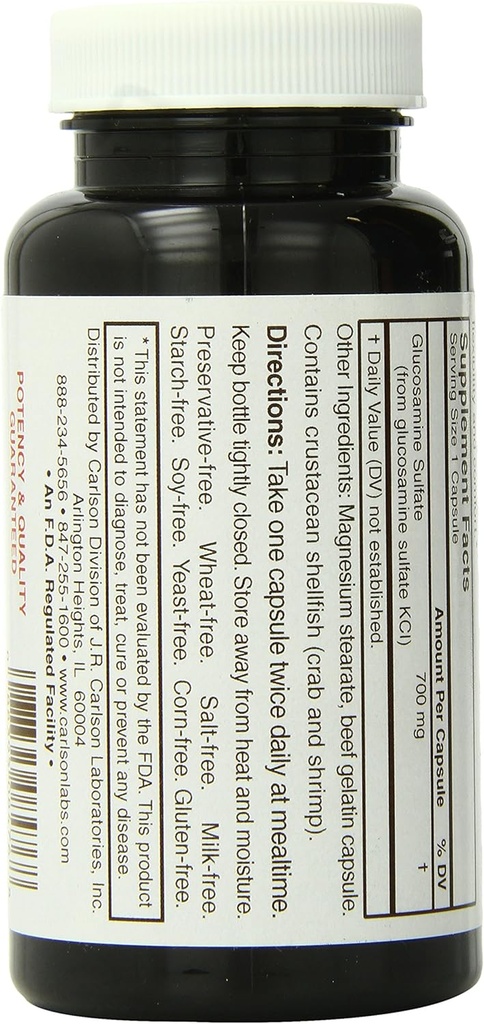 Supplement Facts
Serving Size 1 Capsule
Amount Per Capsule % DV
Glucosamine Sulfate 700 mg †
(from glucosamine sulfate KCl)
† Daily Value (DV) not established.
Other Ingredients: Magnesium stearate, beef gelatin capsule.
Contains crustacean shellfish (crab and shrimp).
Directions: Take one capsule twice daily at mealtime.
Keep bottle tightly closed. Store away from heat and moisture.
Preservative-free. Wheat-free. Salt-free. Milk-free.
Starch-free. Soy-free. Yeast-free. Corn-free. Gluten-free.
* This statement has not been evaluated by the FDA. This product
is not intended to diagnose, treat, cure or prevent any disease.
Distributed by Carlson Division of J.R. Carlson Laboratories, Inc.
Arlington Heights, IL 60004
888-234-5656 • 847-255-1600 • www.carlsonlabs.com
• An F.D.A. Regulated Facility •
POTENCY & QUALITY
GUARANTEED